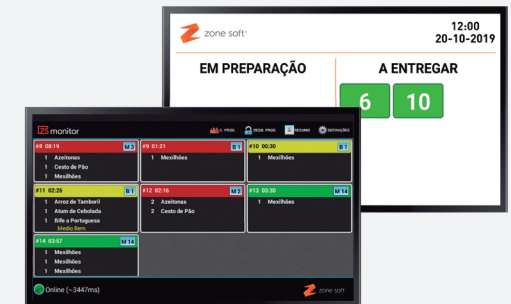 zone soft
12:00
20-10-2019
EM PREPARAÇÃO
A ENTREGAR
6
10
ZS monitor
C. PROD.
DESB. PROD.
RESUMO
DEFINIÇÕES
#8 08:19 M 3
1 Azeitonas
1 Cesto de Pão
1 Mexilhões
#9 01:21 B 1
1 Mexilhões
#10 00:30 B 1
1 Mexilhões
#11 02:26 B 1
1 Arroz de Tamboril
1 Atum de Cebolada
1 Bife a Portuguesa
Medio Bem
#12 02:16 M 2
2 Azeitonas
2 Cesto de Pão
#13 03:30 M 14
1 Mexilhões
#14 03:57 M 14
1 Mexilhões
1 Mexilhões
1 Mexilhões
Online (~3447ms)
zone soft